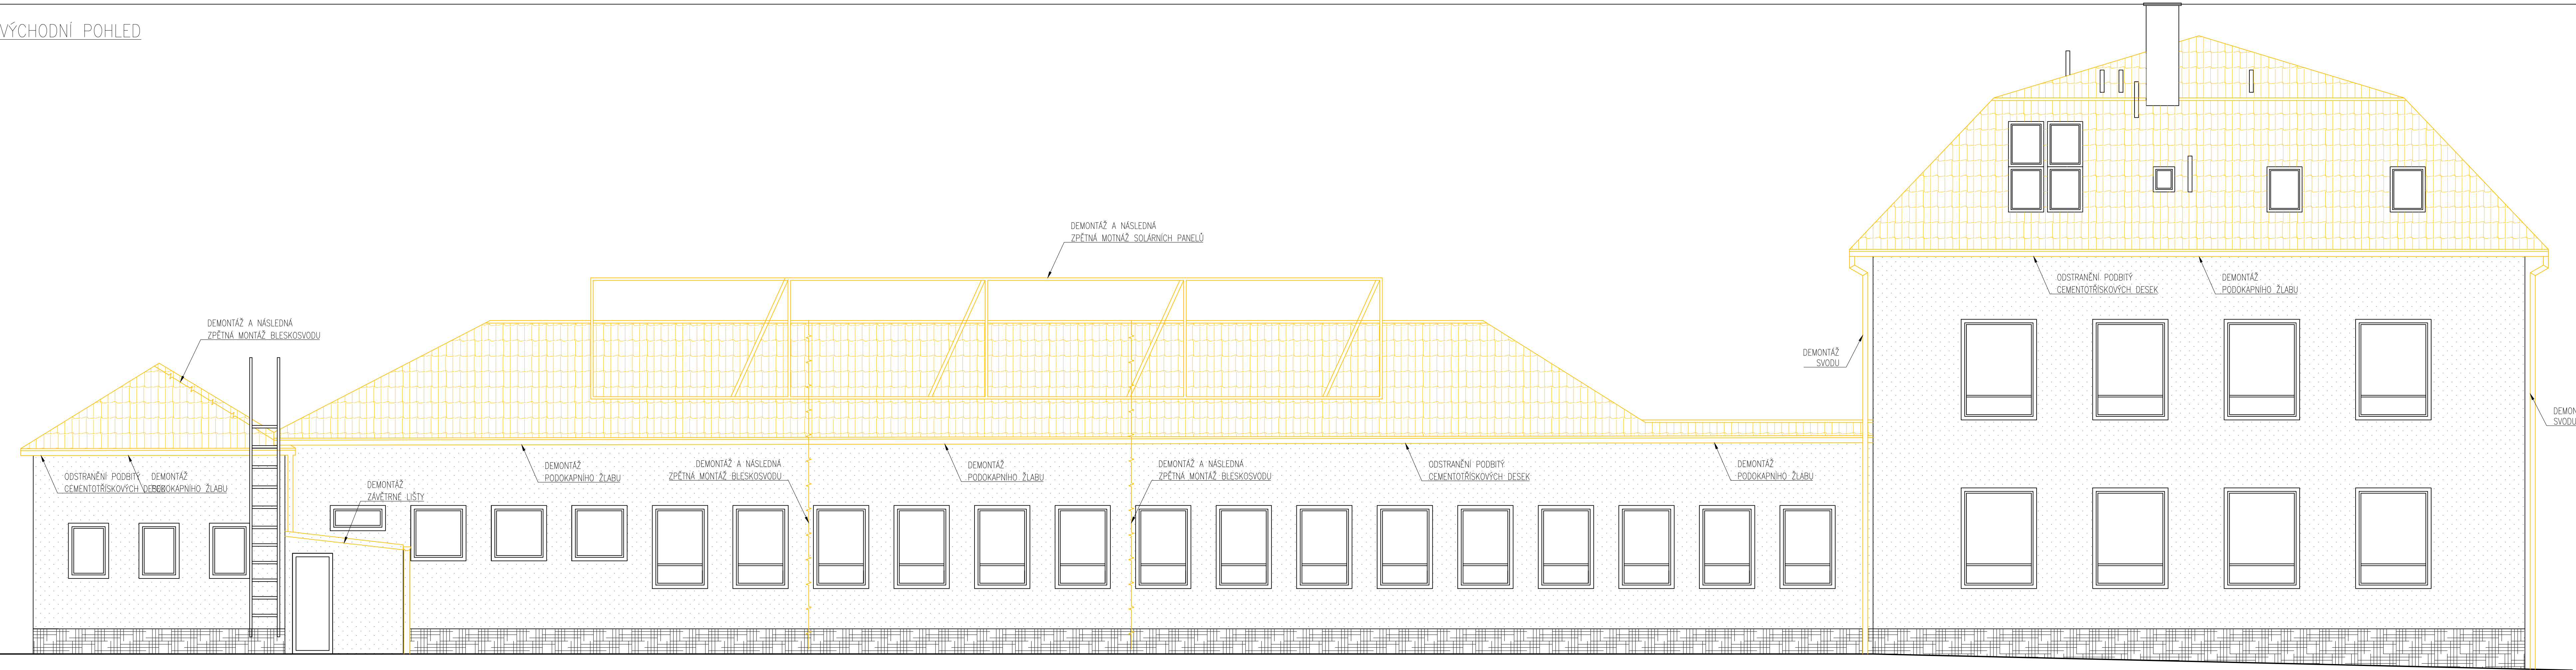 VÝCHODNÍ POHLED
DEMONTÁŽ A NÁSLEDNÁ
ZPĚTNÁ MOTNÁŽ SOLÁRNÍCH PANELŮ
ODSTRANĚNÍ PODBITÝ
CEMENTOTŘÍSKOVÝCH DESEK
DEMONTÁŽ
PODOKAPNÍHO ŽLABU
DEMONTÁŽ A NÁSLEDNÁ
ZPĚTNÁ MONTÁŽ BLESKOSVODU
DEMONTÁŽ
SVODU
SVODU
ODSTRANĚNÍ PODBITÝ
CEMENTOTŘÍSKOVÝCH DESEK
DEMONTÁŽ
PODOKAPNÍHO ŽLABU
DEMONTÁŽ
ZÁVĚTRNÉ LIŠTY
DEMONTÁŽ
PODOKAPNÍHO ŽLABU
DEMONTÁŽ A NÁSLEDNÁ
ZPĚTNÁ MONTÁŽ BLESKOSVODU
DEMONTÁŽ
PODOKAPNÍHO ŽLABU
DEMONTÁŽ A NÁSLEDNÁ
ZPĚTNÁ MONTÁŽ BLESKOSVODU
ODSTRANĚNÍ PODBITÝ
CEMENTOTŘÍSKOVÝCH DESEK
DEMONTÁŽ
PODOKAPNÍHO ŽLABU